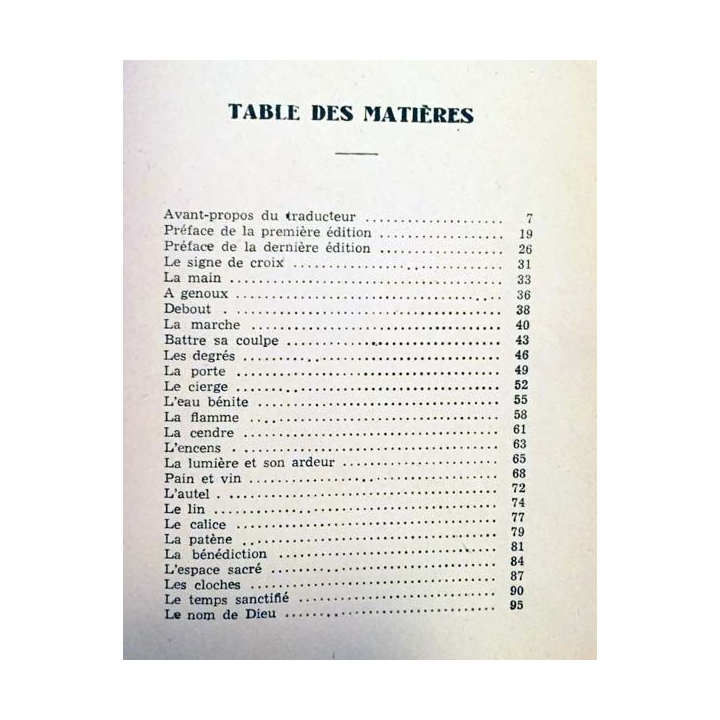 TABLE DES MATIÈRES
Avant-propos du traducteur .................... 7
Préface de la première édition .................... 19
Préface de la dernière édition .................... 26
Le signe de croix .................... 31
La main .................... 33
A genoux .................... 36
Debout .................... 38
La marche .................... 40
Battre sa coulpe .................... 43
Les degrés .................... 46
La porte .................... 49
Le cierge .................... 52
L'eau bénite .................... 55
La flamme .................... 58
La cendre .................... 61
L'encens .................... 63
La lumière et son ardeur .................... 65
Pain et vin .................... 68
L'autel .................... 72
Le lin .................... 74
Le calice .................... 77
La patène .................... 79
La bénédiction .................... 81
L'espace sacré .................... 84
Les cloches .................... 87
Le temps sanctifié .................... 90
Le nom de Dieu .................... 95